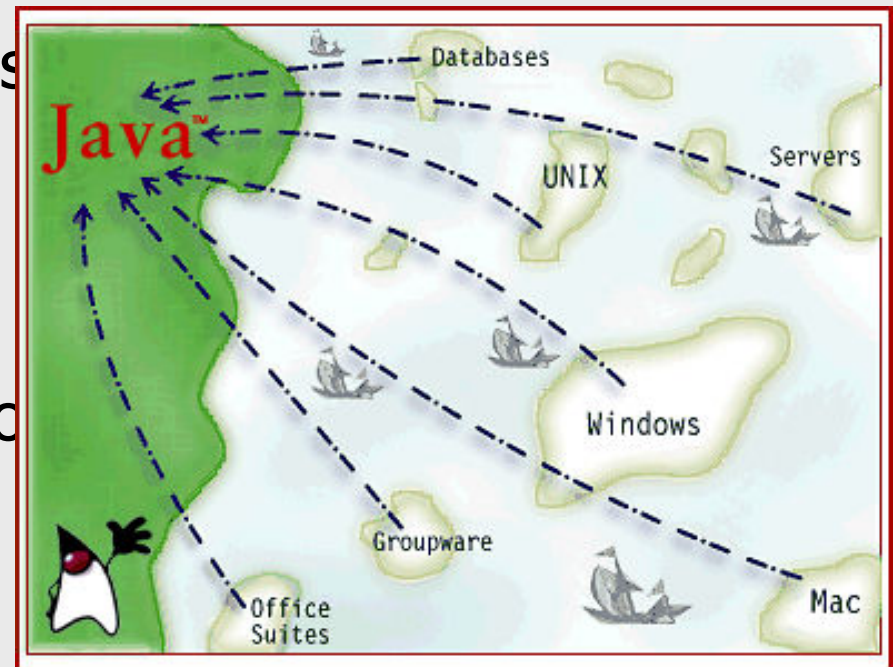 s
Databases
Java™
Servers
UNIX
Windows
o
Groupware
Mac
Office
Suites